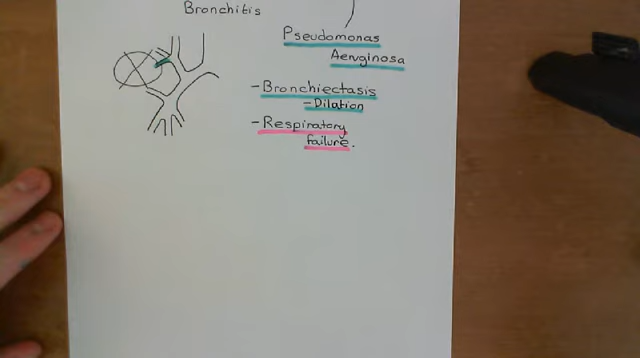 Bronchitis
Pseudomonas
Aeruginosa
- Bronchiectasis
- Dilation
- Respiratory
failure.